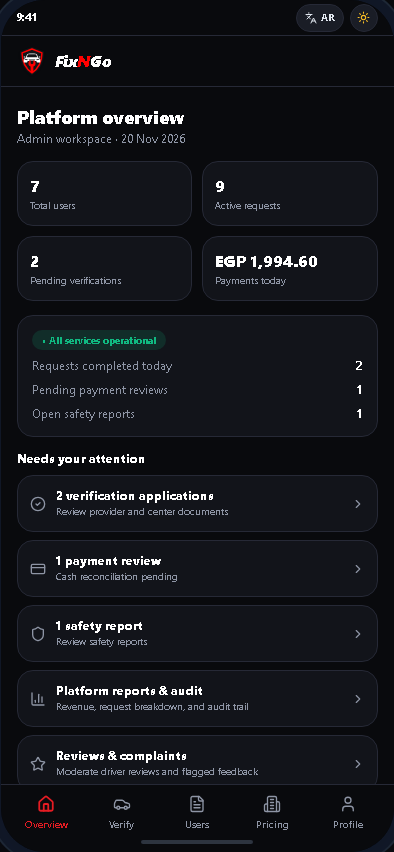 9:41
AR
FixNGo
Platform overview
Admin workspace · 20 Nov 2026
7
Total users
9
Active requests
2
Pending verifications
EGP 1,994.60
Payments today
• All services operational
Requests completed today 2
Pending payment reviews 1
Open safety reports 1
Needs your attention
2 verification applications
Review provider and center documents
1 payment review
Cash reconciliation pending
1 safety report
Review safety reports
Platform reports & audit
Revenue, request breakdown, and audit trail
Reviews & complaints
Moderate driver reviews and flagged feedback
Overview Verify Users Pricing Profile